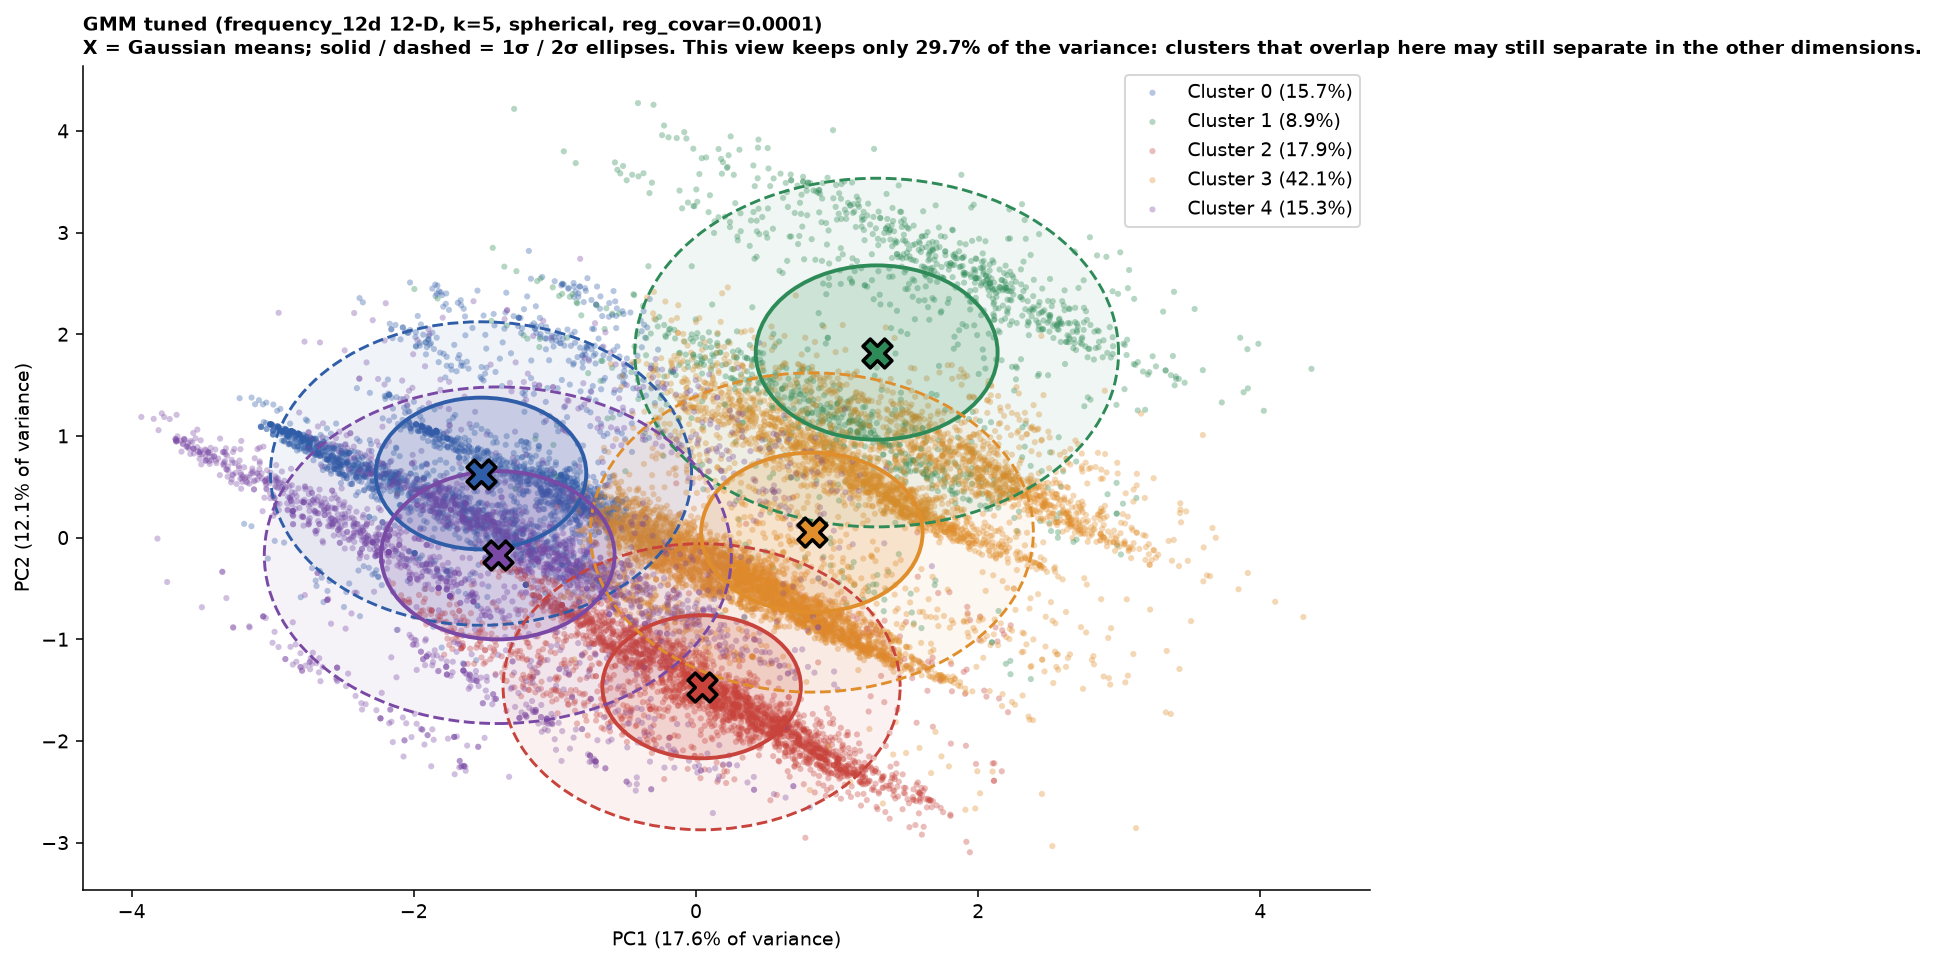 GMM tuned (frequency_12d 12-D, k=5, spherical, reg_covar=0.0001)
X = Gaussian means; solid / dashed = 1σ / 2σ ellipses. This view keeps only 29.7% of the variance: clusters that overlap here may still separate in the other dimensions.
Cluster 0 (15.7%)
Cluster 1 (8.9%)
Cluster 2 (17.9%)
Cluster 3 (42.1%)
Cluster 4 (15.3%)
PC2 (12.1% of variance)
4
3
2
1
0
−1
−2
−3
−4
−2
0
2
4
PC1 (17.6% of variance)